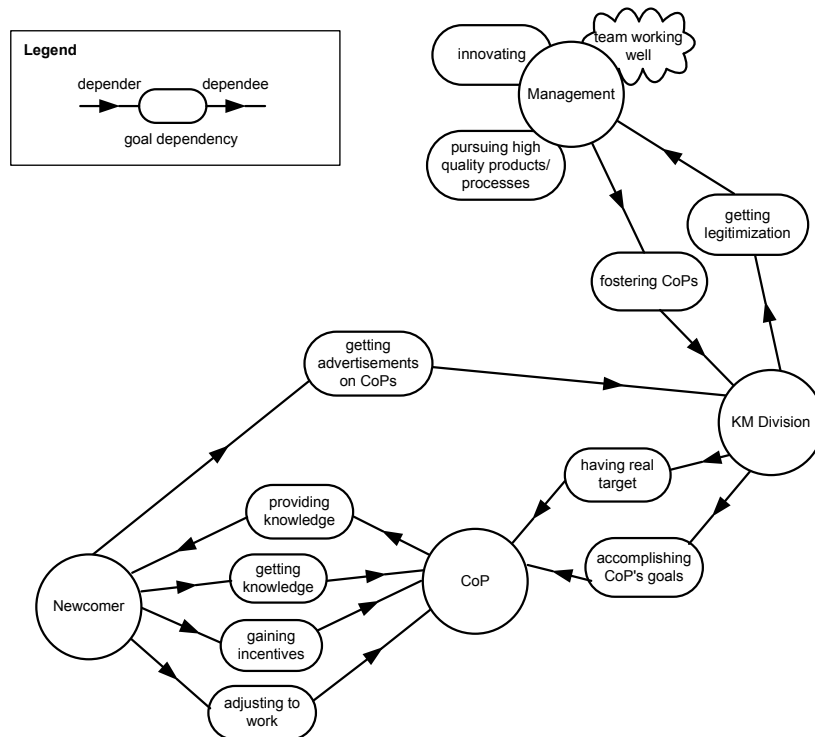 Legend
depender
dependee
goal dependency
innovating
team working
well
Management
pursuing high
quality products/
processes
getting
legitimization
fostering CoPs
getting
advertisements
on CoPs
KM Division
having real
target
providing
knowledge
accomplishing
CoP's goals
getting
knowledge
CoP
Newcomer
gaining
incentives
adjusting to
work